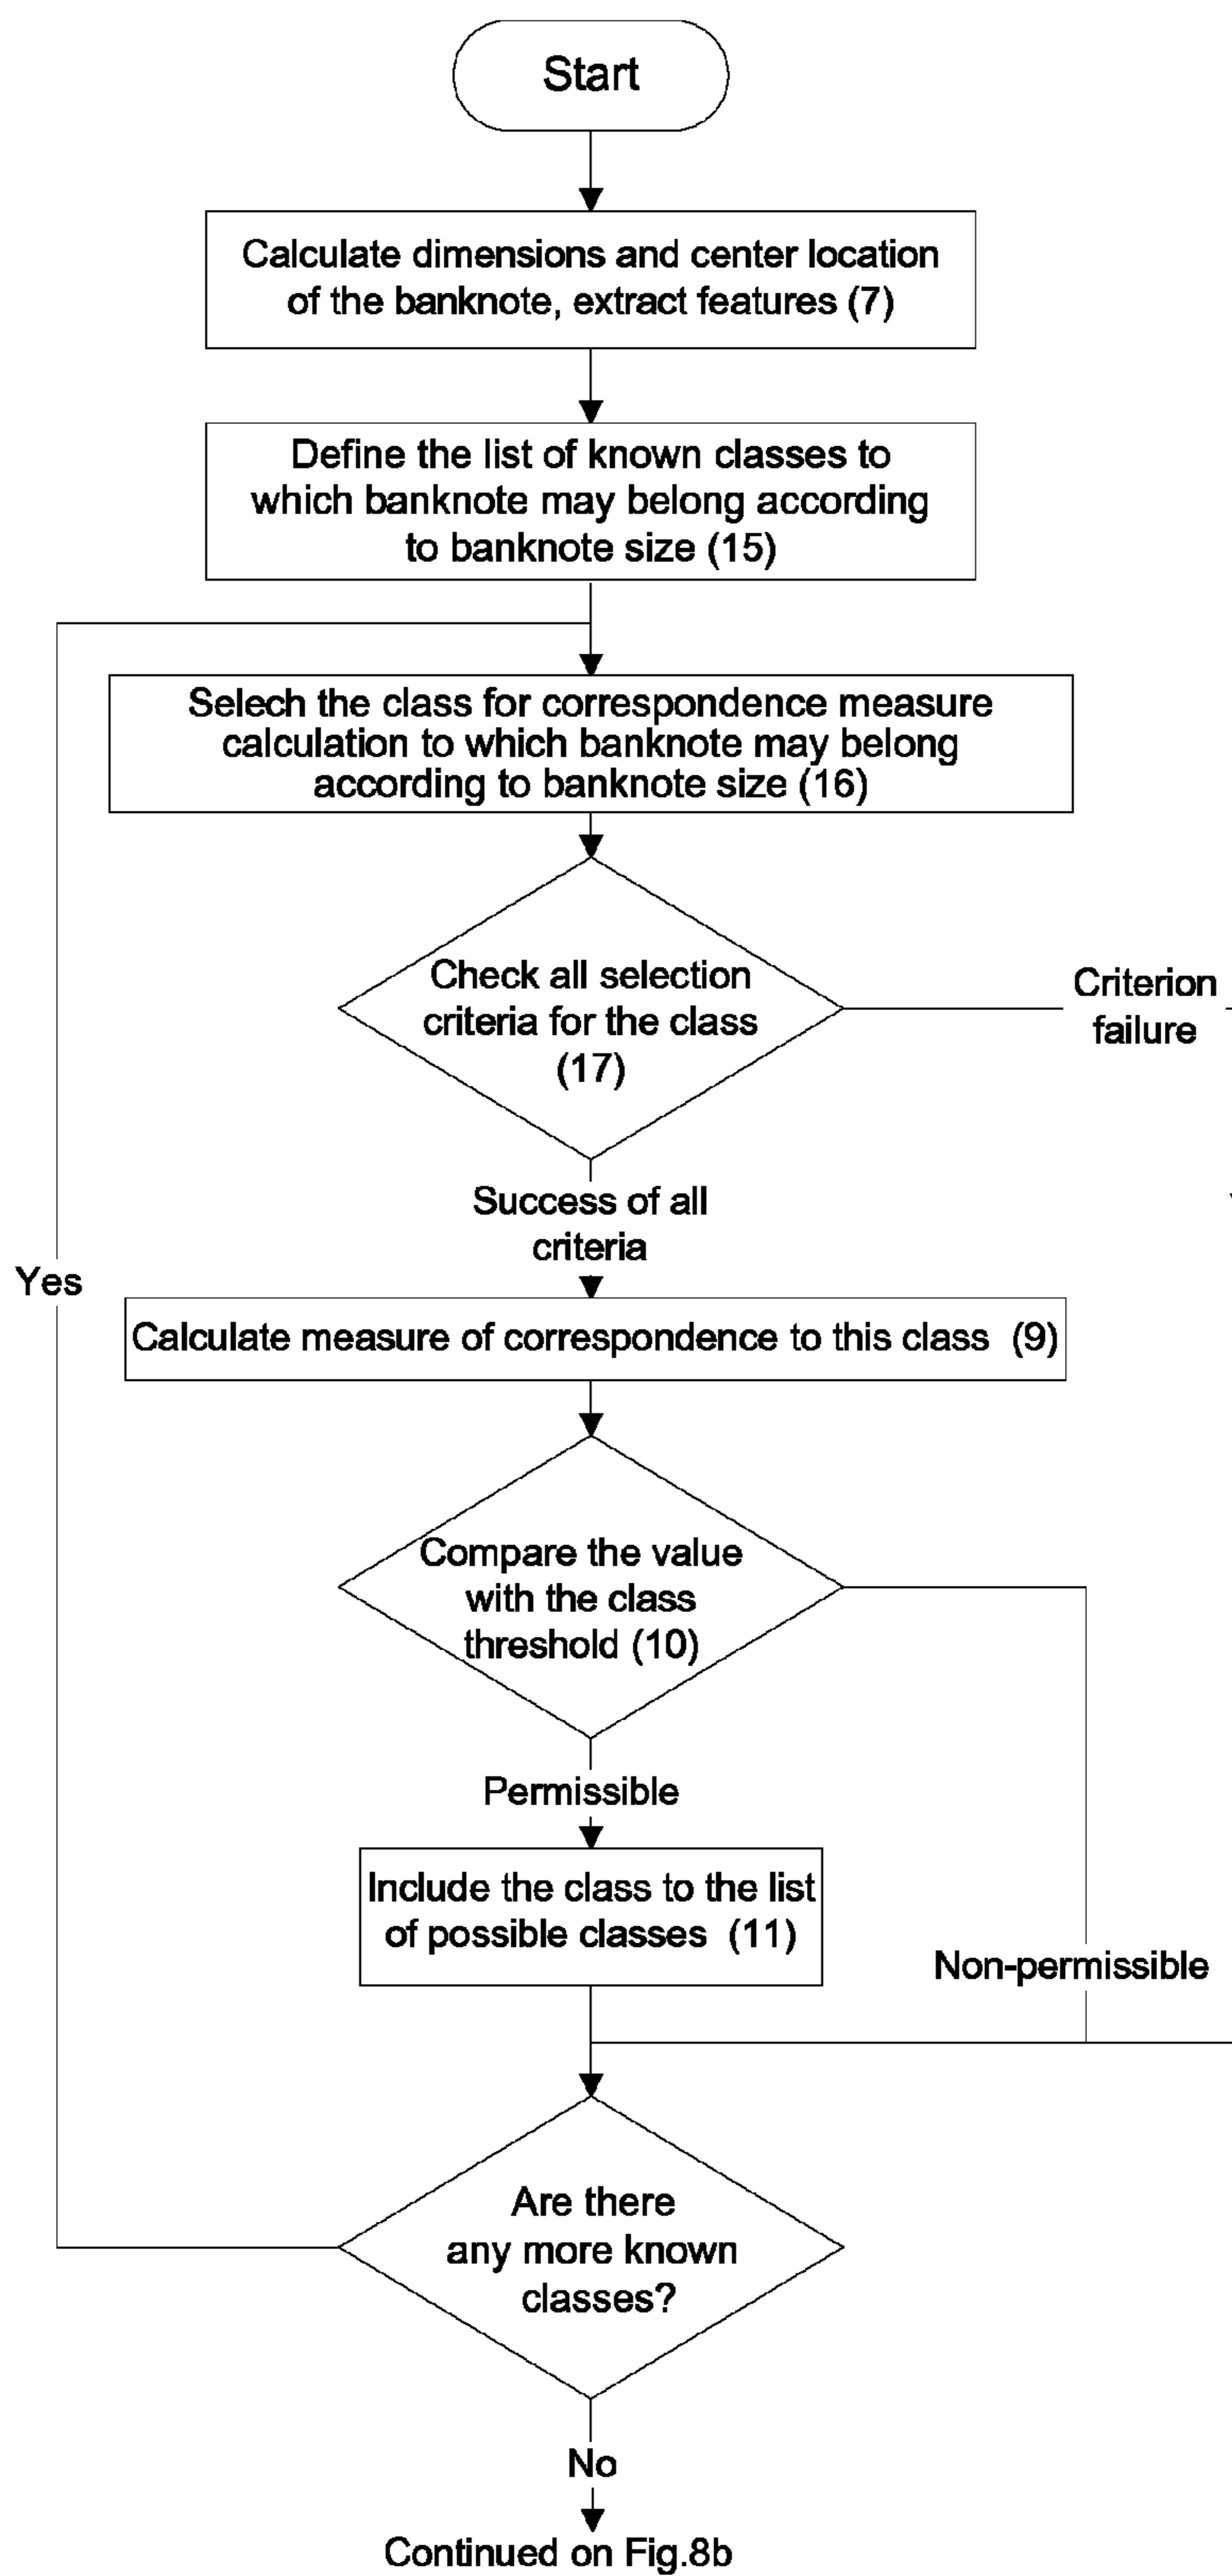 Start
Calculate dimensions and center location
of the banknote, extract features (7)
Define the list of known classes to
which banknote may belong according
to banknote size (15)
Selech the class for correspondence measure
calculation to which banknote may belong
according to banknote size (16)
Check all selection
criteria for the class
(17)
Criterion
failure
Success of all
criteria
Yes
Calculate measure of correspondence to this class (9)
Compare the value
with the class
threshold (10)
Permissible
Include the class to the list
of possible classes (11)
Non-permissible
Are there
any more known
classes?
No
Continued on Fig.8b